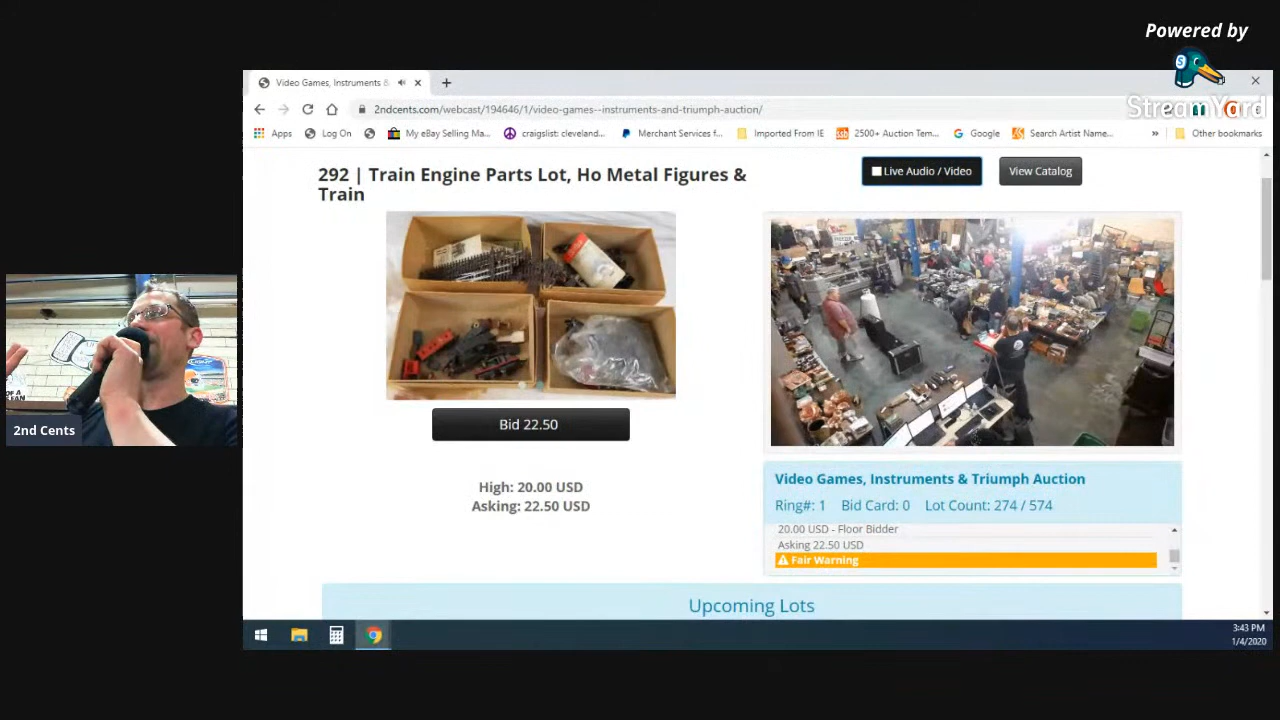 Powered by
StreamYard
Video Games, Instruments &
2ndcents.com/webcast/194646/1/video-games--instruments-and-triumph-auction/
Apps
Log On
My eBay Selling Ma...
craigslist: cleveland...
Merchant Services f...
Imported From IE
2500+ Auction Tem...
Google
Search Artist Name...
»
Other bookmarks
292 | Train Engine Parts Lot, Ho Metal Figures &
Train
Live Audio / Video
View Catalog
Bid 22.50
High: 20.00 USD
Asking: 22.50 USD
2nd Cents
Video Games, Instruments & Triumph Auction
Ring#: 1 Bid Card: 0 Lot Count: 274 / 574
20.00 USD - Floor Bidder
Asking 22.50 USD
Fair Warning
Upcoming Lots
3:43 PM
1/4/2020